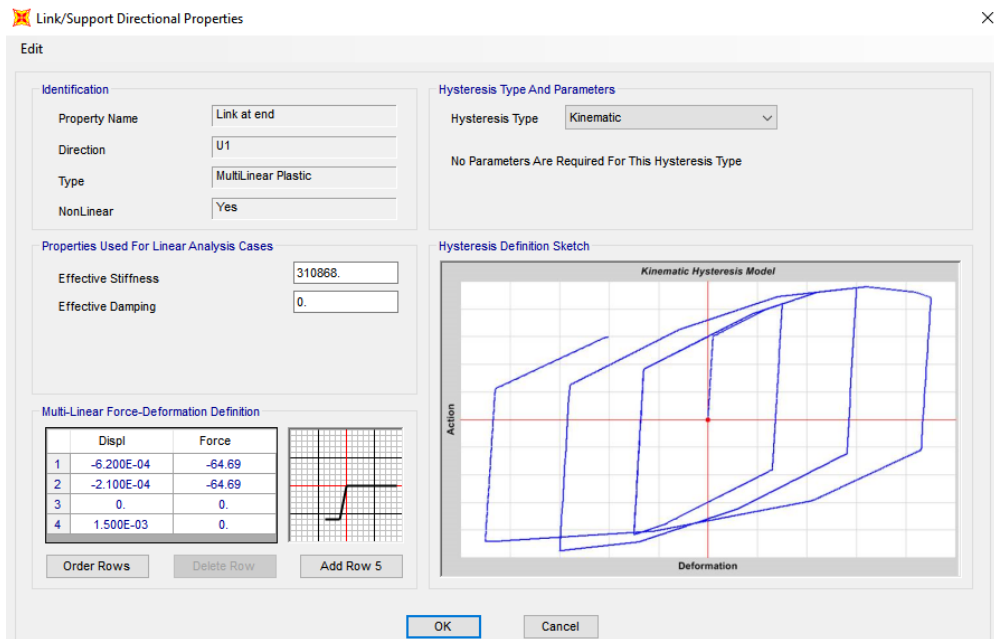 Link/Support Directional Properties
Edit
Identification
Property Name Link at end
Direction U1
Type MultiLinear Plastic
NonLinear Yes
Hysteresis Type And Parameters
Hysteresis Type Kinematic
No Parameters Are Required For This Hysteresis Type
Properties Used For Linear Analysis Cases
Effective Stiffness 310868.
Effective Damping 0.
Hysteresis Definition Sketch
Kinematic Hysteresis Model
Action
Deformation
Multi-Linear Force-Deformation Definition
Displ Force
1 -6.200E-04 -64.69
2 -2.100E-04 -64.69
3 0. 0.
4 1.500E-03 0.
Order Rows Delete Row Add Row 5
OK Cancel